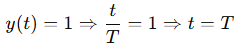 y(t) = 1 ⇒ t/T = 1 ⇒ t = T